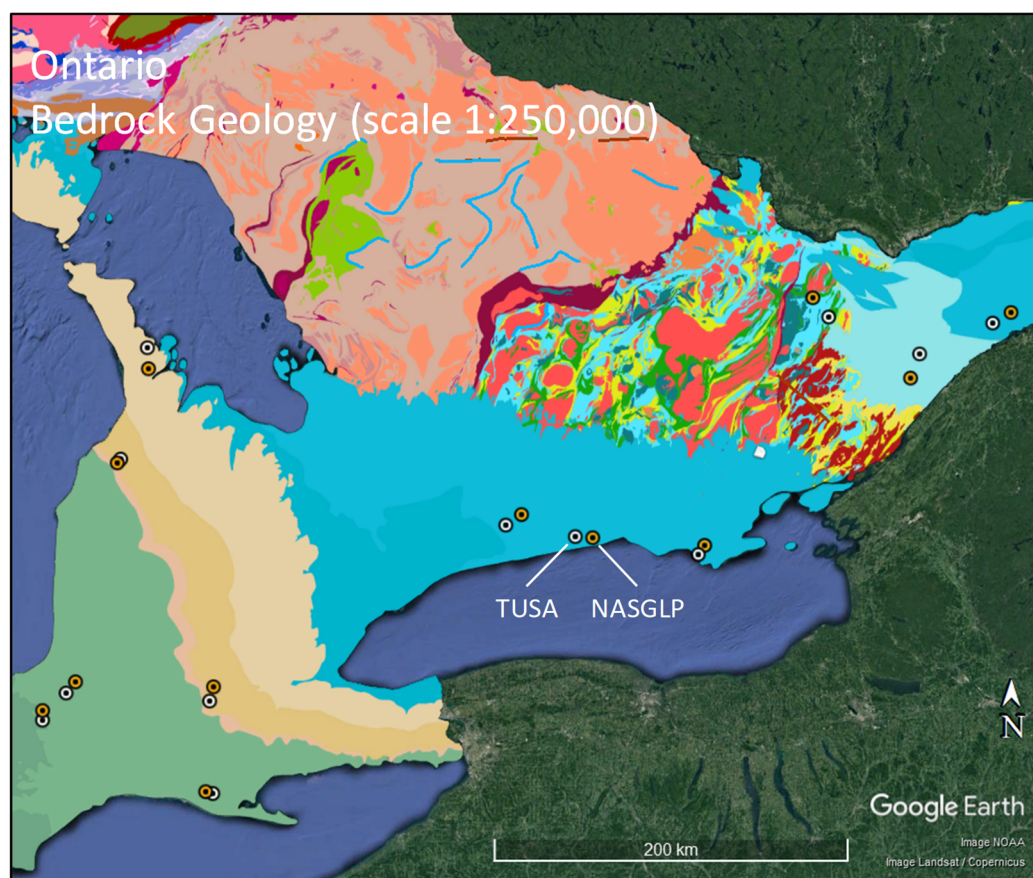 Ontario
Bedrock Geology (scale 1:250,000)
TUSA
NASGLP
N
Google Earth
200 km
Image NOAA
Image Landsat / Copernicus